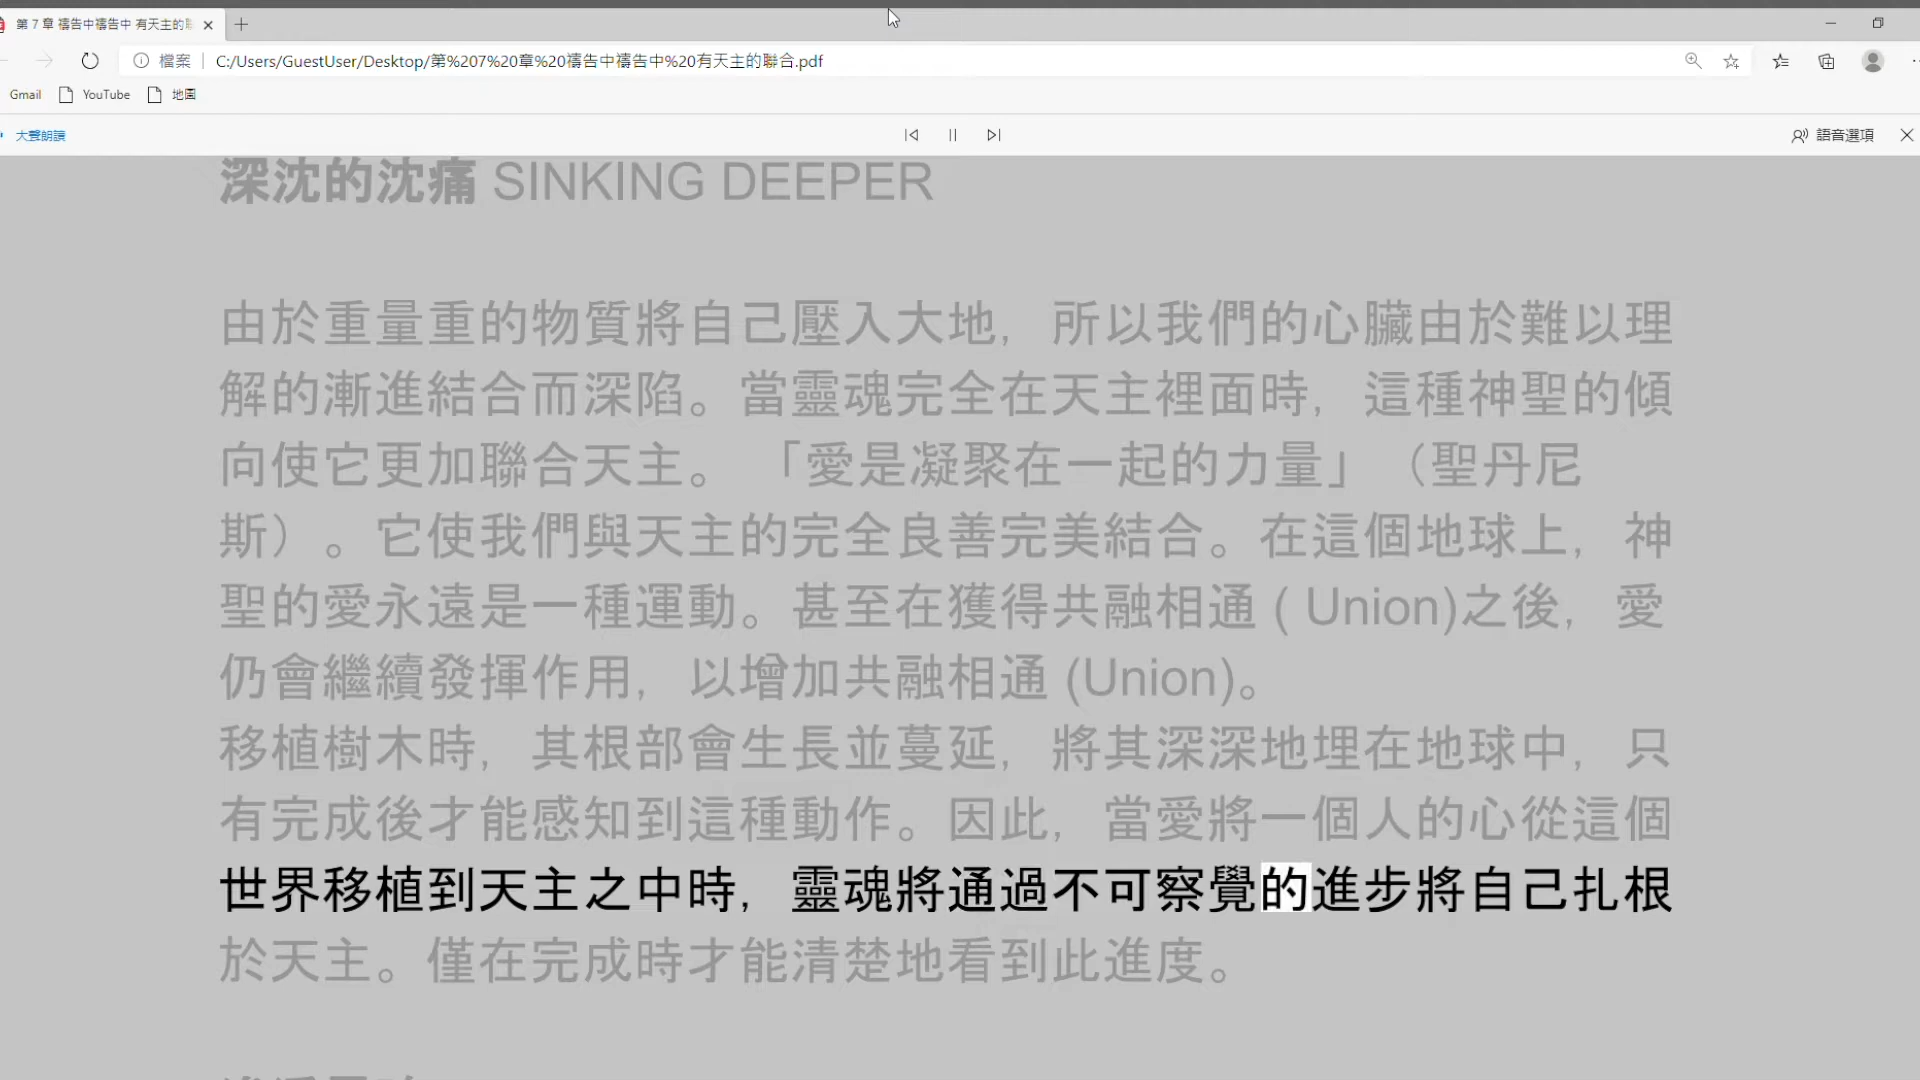 第 7 章 禱告中禱告中 有天主的
檔案
C:/Users/GuestUser/Desktop/第%207%20章%20禱告中禱告中%20有天主的聯合.pdf
Gmail YouTube 地圖
大聲朗讀
語音選項
深沈的沈痛 SINKING DEEPER
由於重量重的物質將自己壓入大地，所以我們的心臟由於難以理
解的漸進結合而深陷。當靈魂完全在天主裡面時，這種神聖的傾
向使它更加聯合天主。「愛是凝聚在一起的力量」（聖丹尼
斯）。它使我們與天主的完全良善完美結合。在這個地球上，神
聖的愛永遠是一種運動。甚至在獲得共融相通 ( Union)之後，愛
仍會繼續發揮作用，以增加共融相通 (Union)。
移植樹木時，其根部會生長並蔓延，將其深深地埋在地球中，只
有完成後才能感知到這種動作。因此，當愛將一個人的心從這個
世界移植到天主之中時，靈魂將通過不可察覺的進步將自己扎根
於天主。僅在完成時才能清楚地看到此進度。